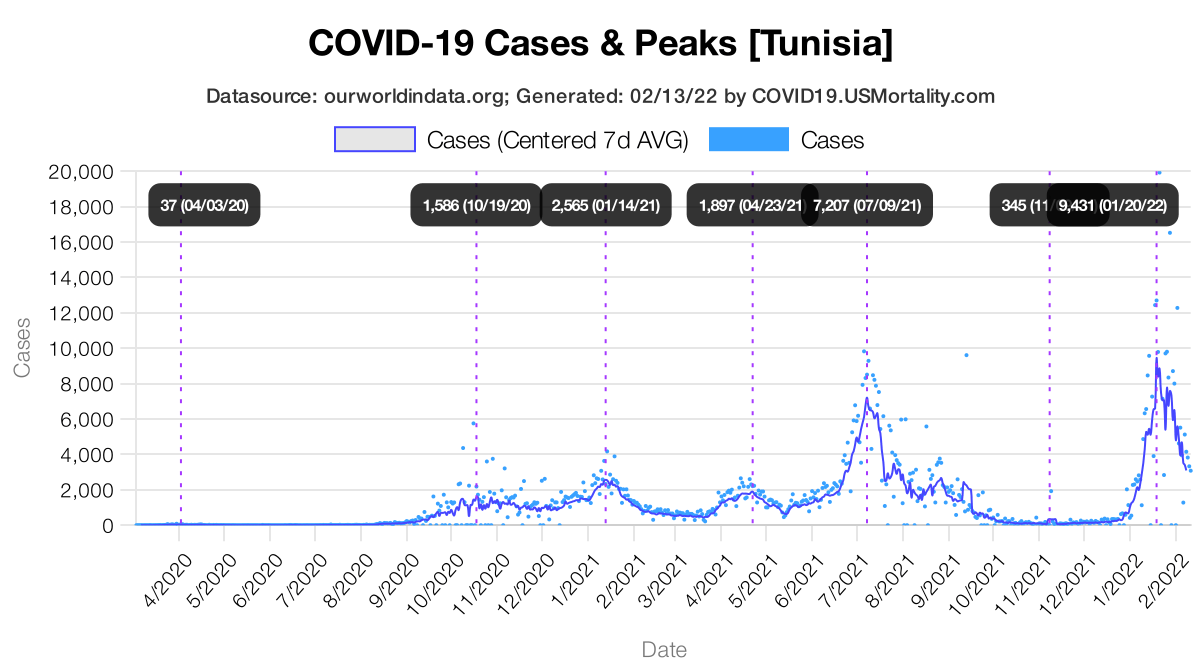 COVID-19 Cases & Peaks [Tunisia]
Datasource: ourworldindata.org; Generated: 02/13/22 by COVID19.USMortality.com
Cases (Centered 7d AVG) Cases
20,000
37 (04/03/20) 1,586 (10/19/20) 2,565 (01/14/21) 1,897 (04/23/21) 7,207 (07/09/21) 345 (11/ 9,431 (01/20/22)
18,000
16,000
14,000
12,000
10,000
8,000
6,000
4,000
2,000
0
Cases
4/2020 5/2020 6/2020 7/2020 8/2020 9/2020 10/2020 11/2020 12/2020 1/2021 2/2021 3/2021 4/2021 5/2021 6/2021 7/2021 8/2021 9/2021 10/2021 11/2021 12/2021 1/2022 2/2022
Date